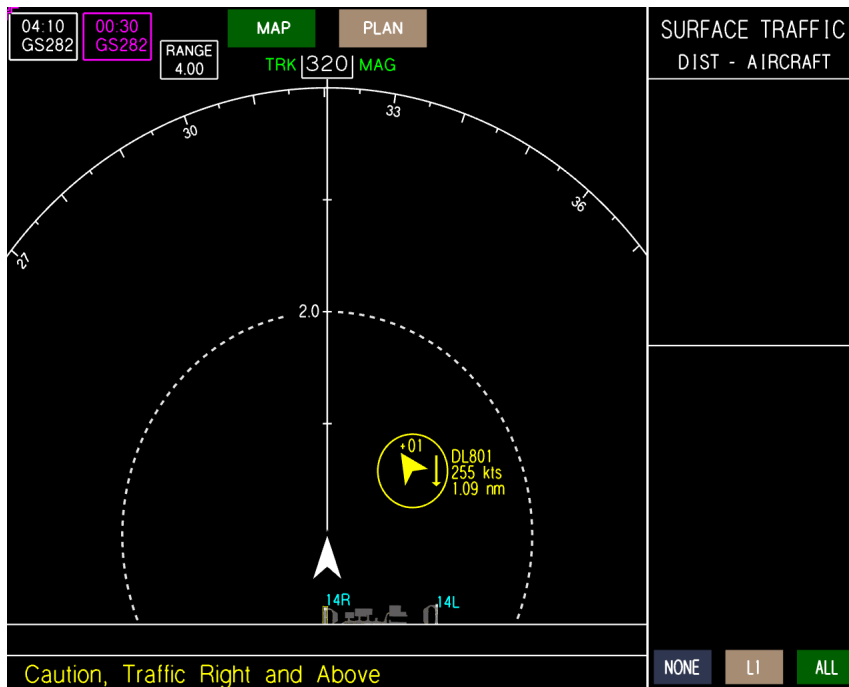 04:10
GS282
00:30
GS282
RANGE
4.00
MAP
PLAN
TRK 320 MAG
SURFACE TRAFFIC
DIST - AIRCRAFT
27
30
33
36
2.0
+01
DL801
255 kts
1.09 nm
14R
14L
Caution, Traffic Right and Above
NONE
L1
ALL